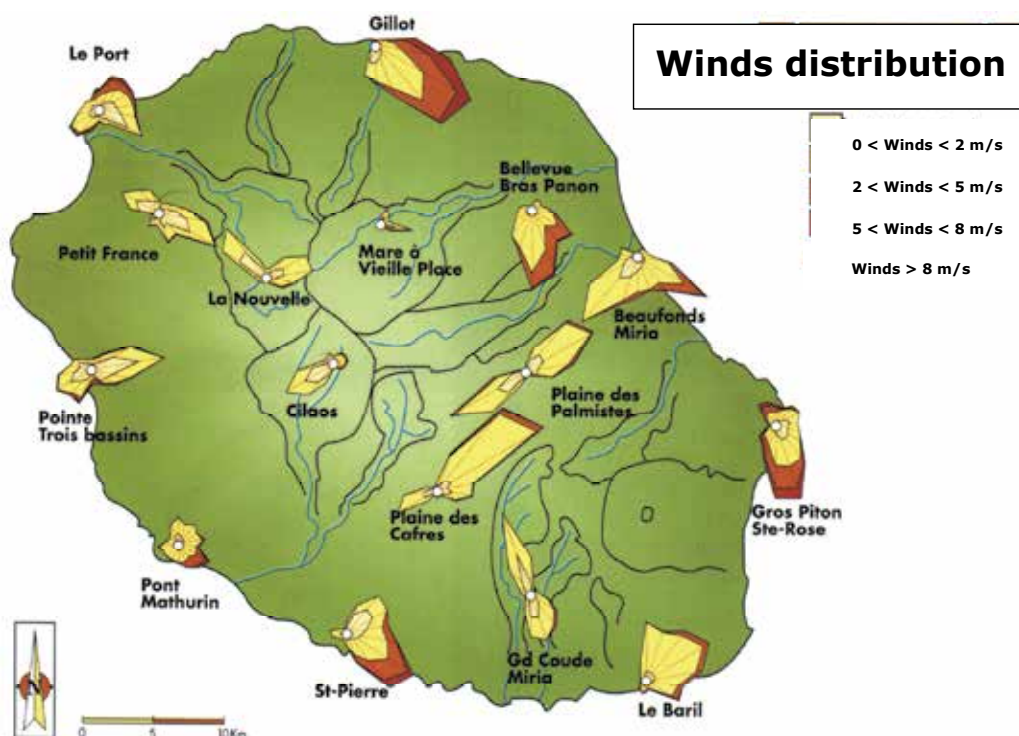 Winds distribution
0 < Winds < 2 m/s
2 < Winds < 5 m/s
5 < Winds < 8 m/s
Winds > 8 m/s
Gillot
Le Port
Bellevue
Bras Panon
Petit France
Mare à
Vieille Place
La Nouvelle
Beaufonds
Miria
Cilaos
Plaine des
Palmistes
Pointe
Trois bassins
Plaine des
Cafres
Gros Piton
Ste-Rose
Pont
Mathurin
Gd Coude
Miria
St-Pierre
Le Baril
N
0 5 10Km